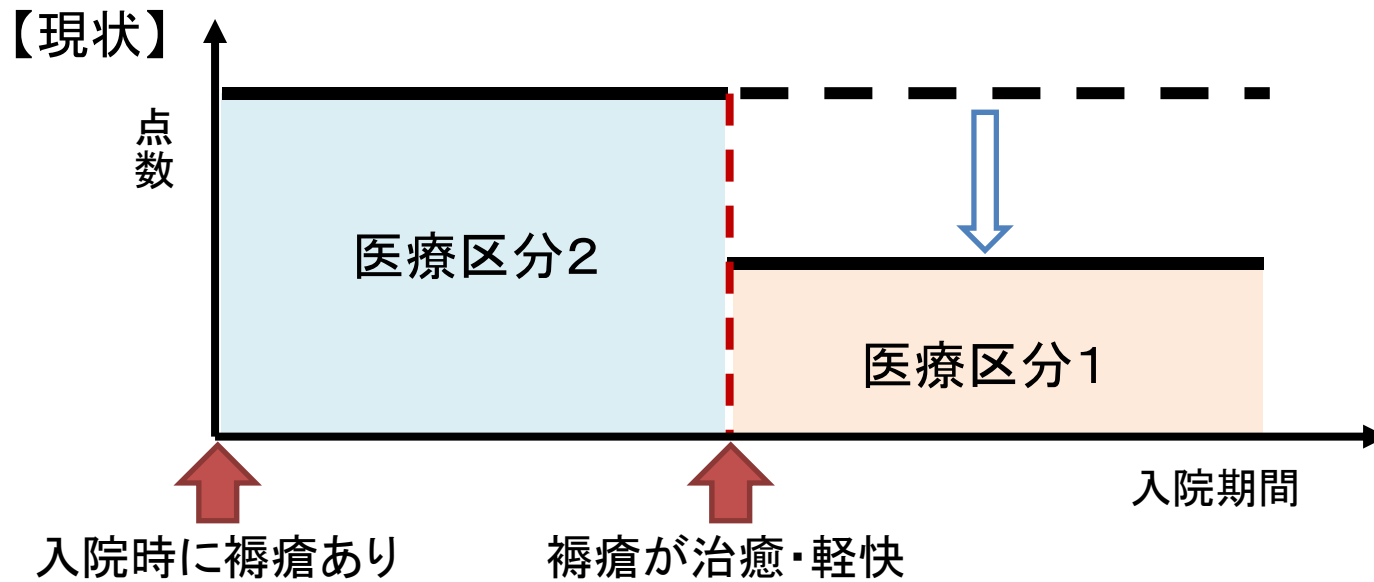 【現状】
点数
医療区分2
医療区分1
入院期間
入院時に褥瘡あり
褥瘡が治癒・軽快